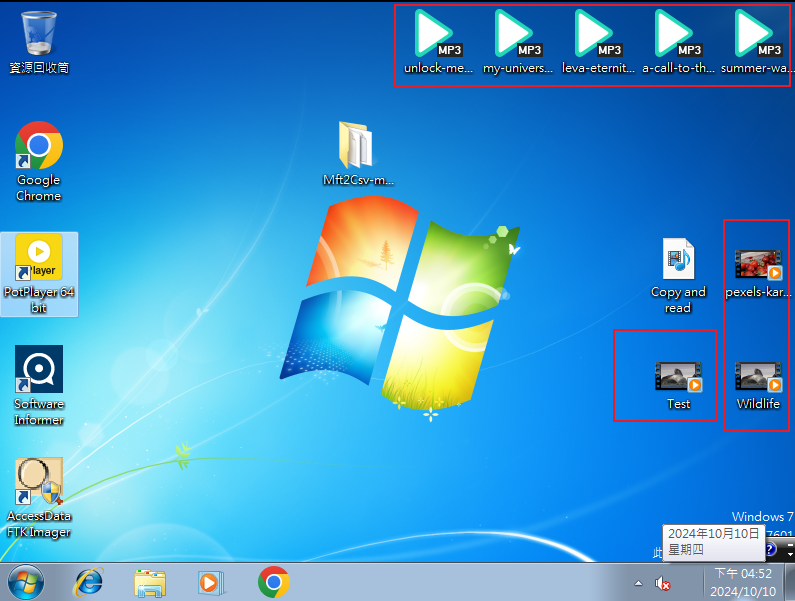 MP3
MP3
MP3
MP3
MP3
unlock-me...
my-univers...
leva-eternit...
a-call-to-th...
summer-wa...
資源回收筒
Google
Chrome
Mft2Csv-m...
Player
PotPlayer 64
bit
Copy and
read
pexels-kar...
Software
Informer
Test
Wildlife
AccessData
FTK Imager
Windows 7
7601
此
2024年10月10日
星期四
下午 04:52
2024/10/10